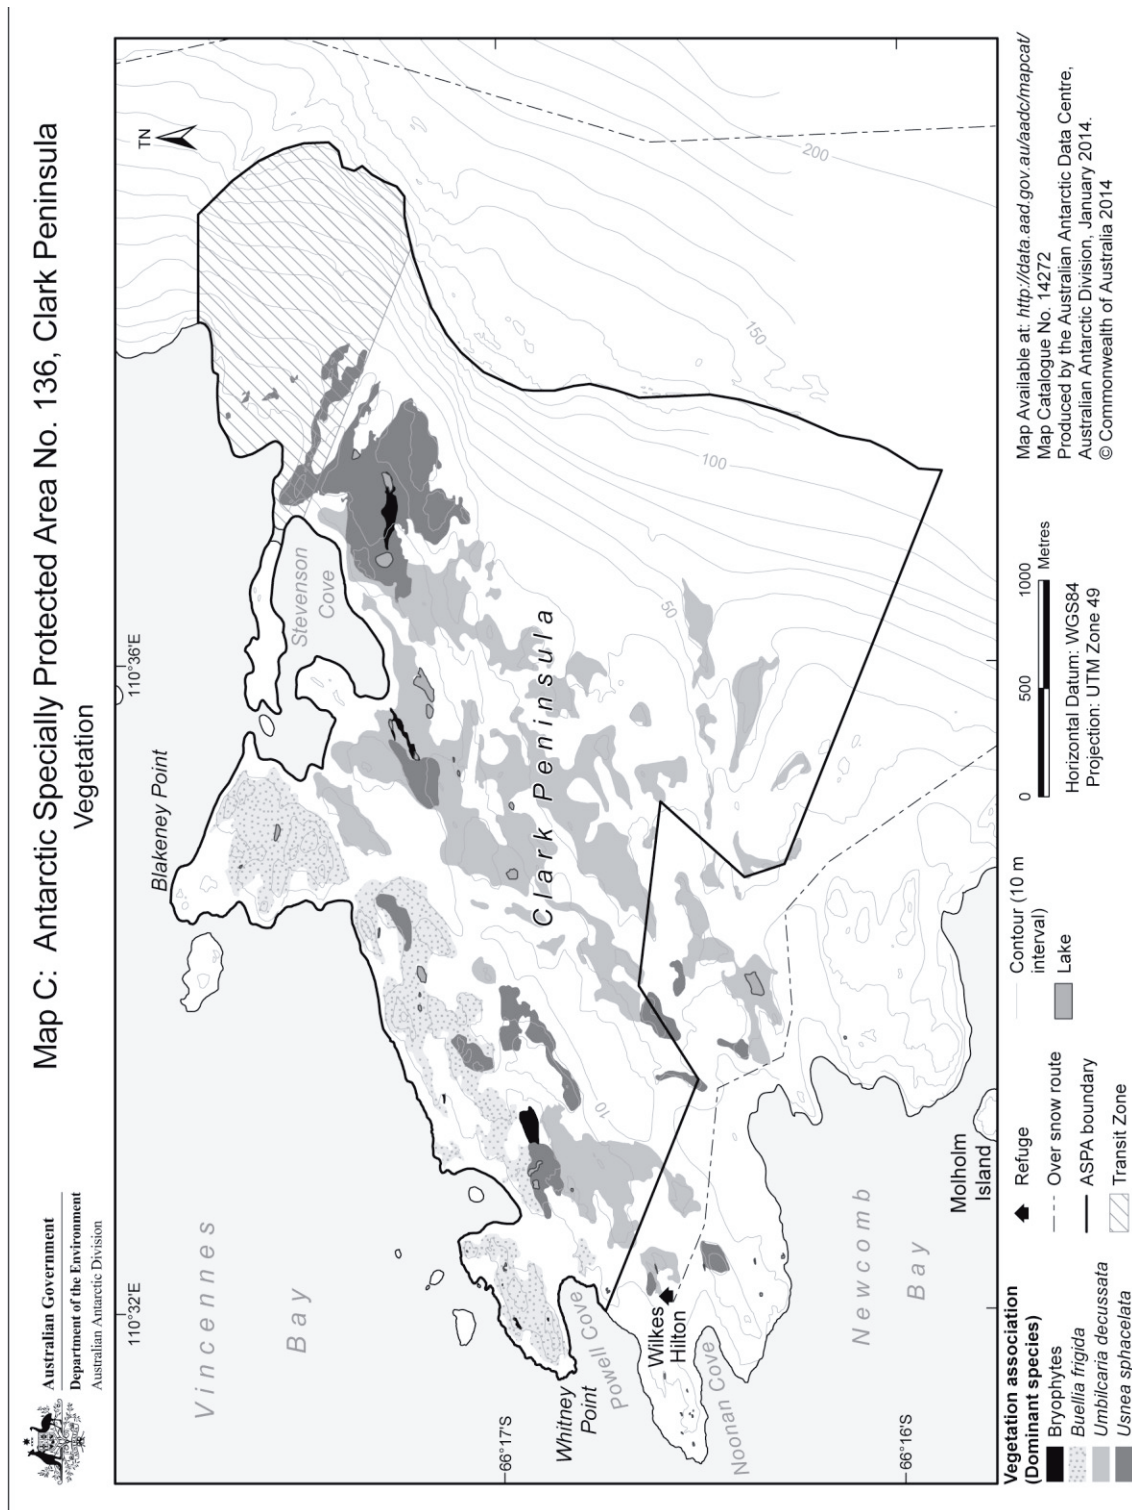 Map C: Antarctic Specially Protected Area No. 136, Clark Peninsula
Vegetation
Australian Government
Department of the Environment
Australian Antarctic Division
110°32'E
110°36'E
TN
Vincennes
Bay
Blakeney Point
Stevenson
Cove
66°17'S
Whitney
Point
Powell Cove
Clark Peninsula
10
50
100
150
200
Wilkes
Hilton
Noonan Cove
Newcomb
Bay
66°16'S
Molholm
Island
Vegetation association
(Dominant species)
Bryophytes
Buellia frigida
Umbilcaria decussata
Usnea sphacelata
Refuge
Over snow route
ASPA boundary
Transit Zone
Contour (10 m
interval)
Lake
0 500 1000
Metres
Horizontal Datum: WGS84
Projection: UTM Zone 49
Map Available at: http://data.aad.gov.au/aadc/mapcat/
Map Catalogue No. 14272
Produced by the Australian Antarctic Data Centre,
Australian Antarctic Division, January 2014.
© Commonwealth of Australia 2014